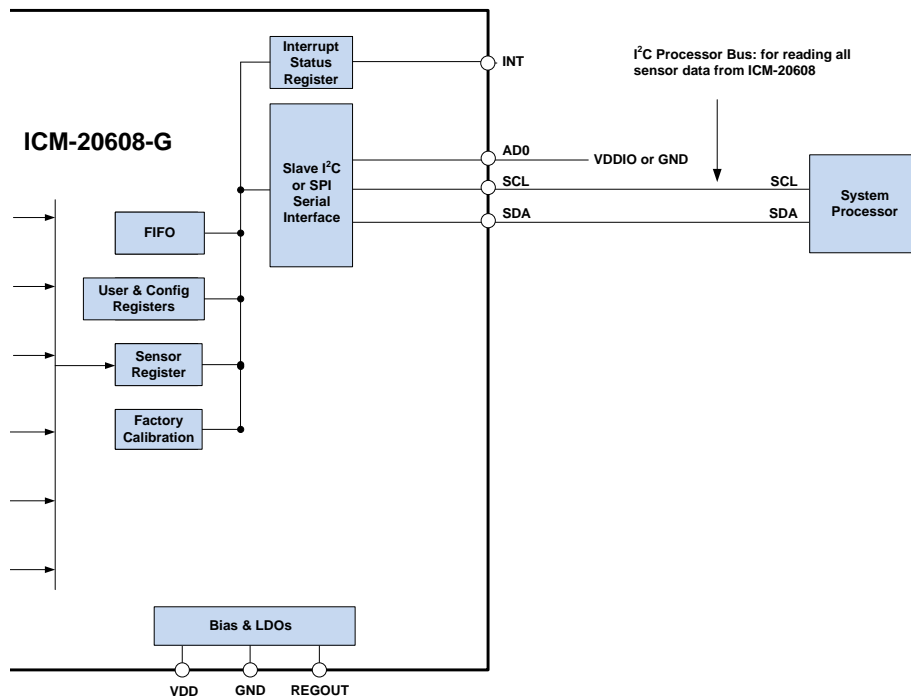 Interrupt
Status
Register
INT
I²C Processor Bus: for reading all
sensor data from ICM-20608
ICM-20608-G
Slave I²C
or SPI
Serial
Interface
AD0
VDDIO or GND
SCL
SCL
SDA
SDA
System
Processor
FIFO
User & Config
Registers
Sensor
Register
Factory
Calibration
Bias & LDOs
VDD
GND
REGOUT